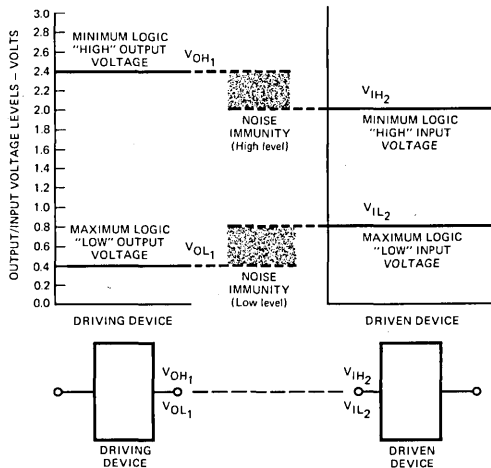 OUTPUT/INPUT VOLTAGE LEVELS – VOLTS
2.8
2.6
2.4
2.2
2.0
1.8
1.6
1.4
1.2
1.0
0.8
0.6
0.4
0.2
0.0
MINIMUM LOGIC
"HIGH" OUTPUT
VOLTAGE
VOH1
NOISE
IMMUNITY
(High level)
VIH2
MINIMUM LOGIC
"HIGH" INPUT
VOLTAGE
MAXIMUM LOGIC
"LOW" OUTPUT
VOLTAGE
VOL1
NOISE
IMMUNITY
(Low level)
VIL2
MAXIMUM LOGIC
"LOW" INPUT
VOLTAGE
DRIVING DEVICE
DRIVEN DEVICE
VOH1
VOL1
VIH2
VIL2
DRIVING
DEVICE
DRIVEN
DEVICE